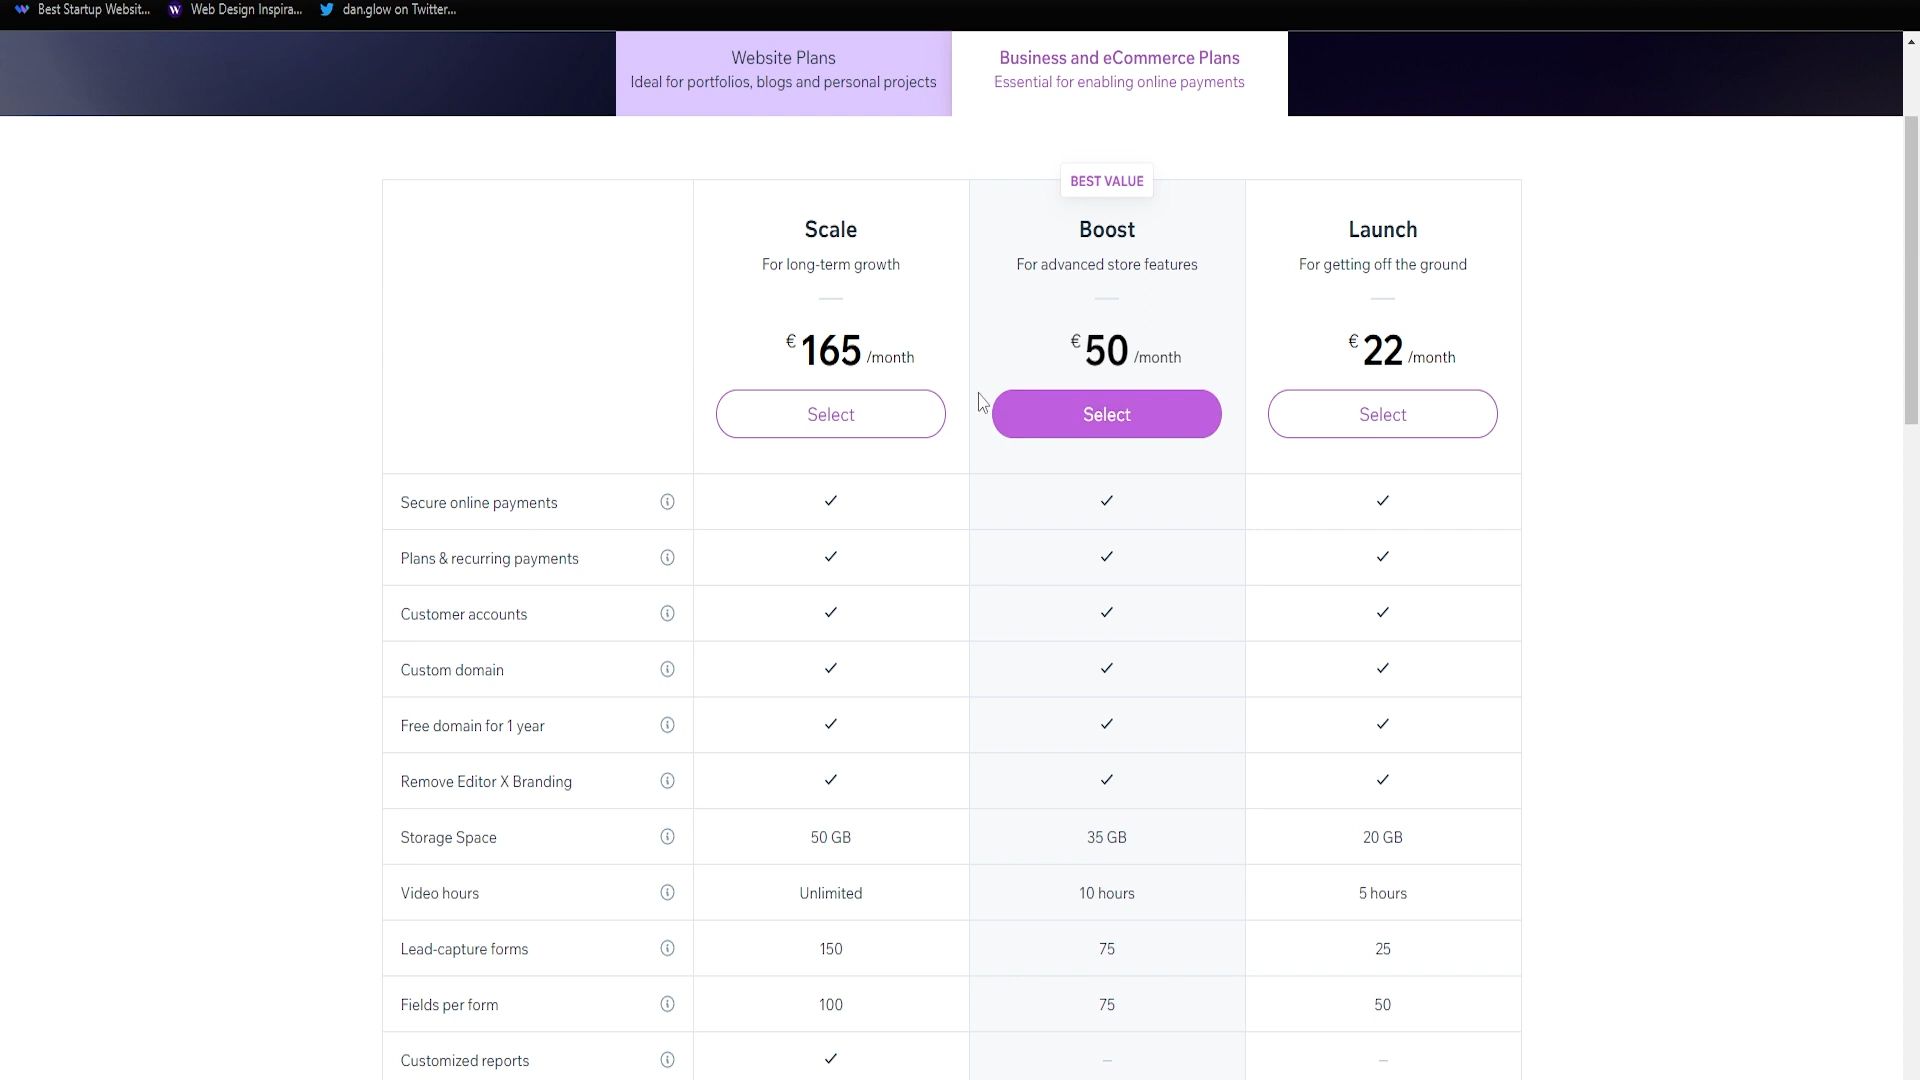 Best Startup Websit...
Web Design Inspira...
dan.glow on Twitter...
Website Plans
Ideal for portfolios, blogs and personal projects
Business and eCommerce Plans
Essential for enabling online payments
BEST VALUE
Scale
For long-term growth
€ 165 /month
Select
Boost
For advanced store features
€ 50 /month
Select
Launch
For getting off the ground
€ 22 /month
Select
Secure online payments
Plans & recurring payments
Customer accounts
Custom domain
Free domain for 1 year
Remove Editor X Branding
Storage Space 50 GB 35 GB 20 GB
Video hours Unlimited 10 hours 5 hours
Lead-capture forms 150 75 25
Fields per form 100 75 50
Customized reports – –